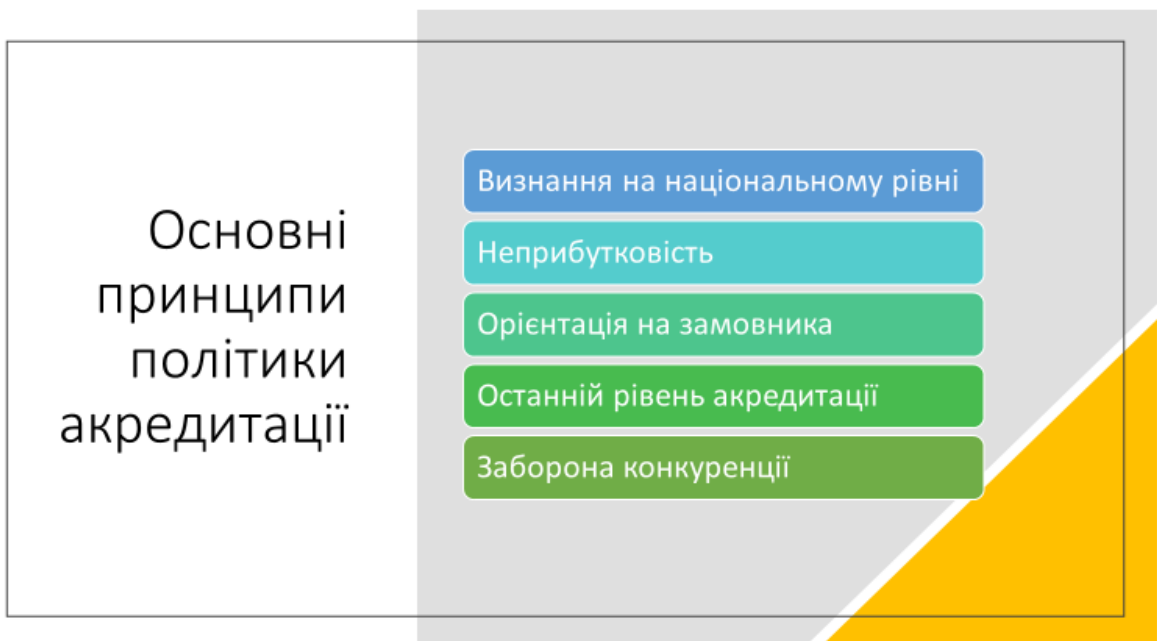 Основні
принципи
політики
акредитації
Визнання на національному рівні
Неприбутковість
Орієнтація на замовника
Останній рівень акредитації
Заборона конкуренції